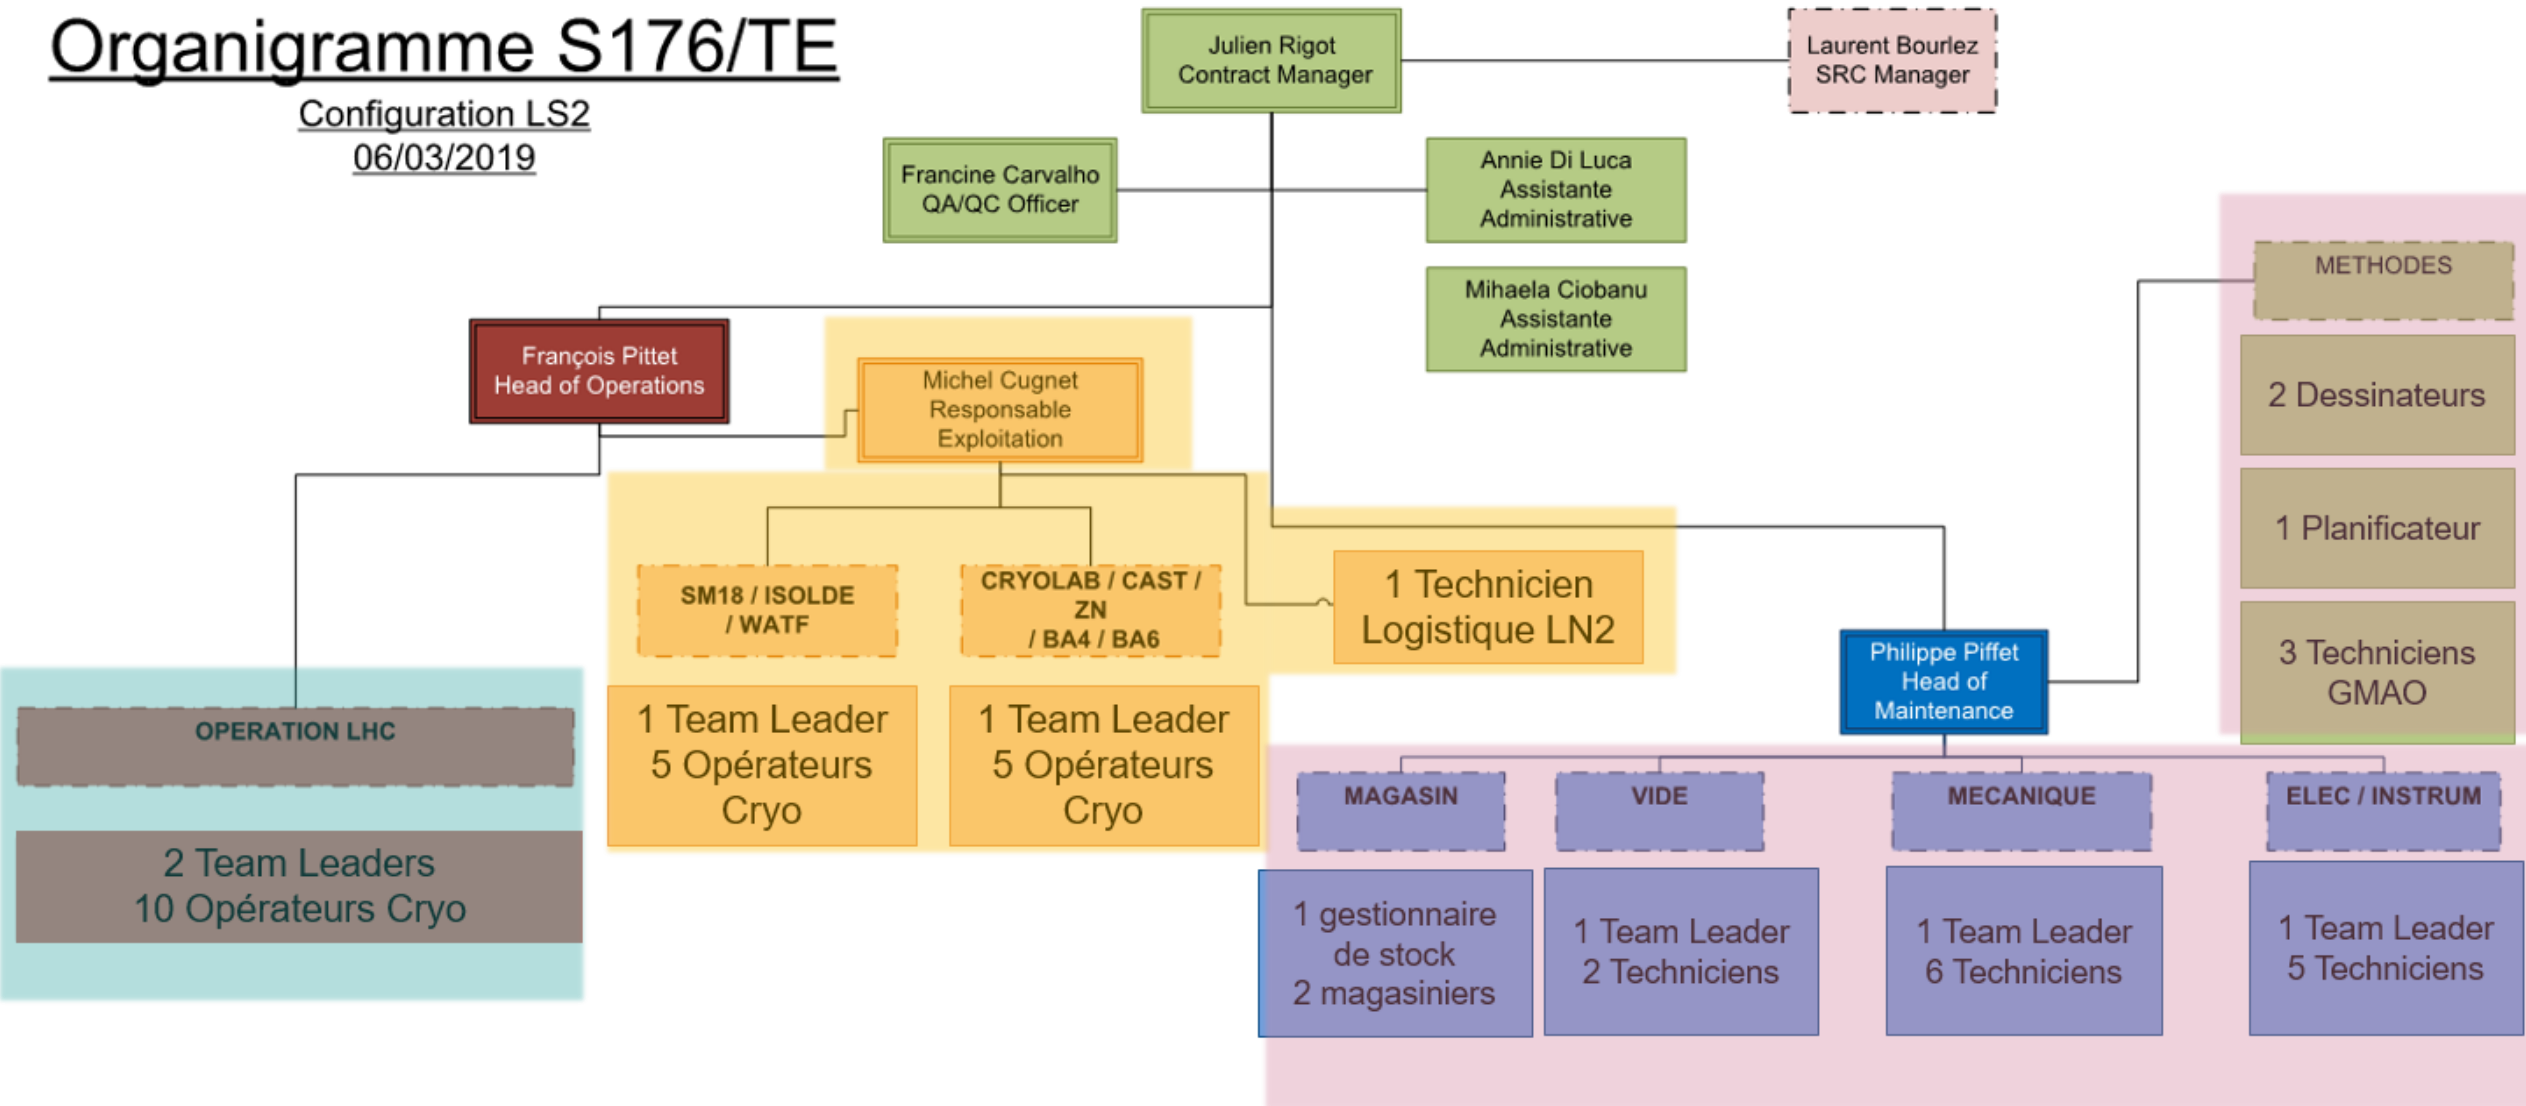 Organigramme S176/TE
Configuration LS2
06/03/2019
Julien Rigot
Contract Manager
Laurent Bourlez
SRC Manager
Francine Carvalho
QA/QC Officer
Annie Di Luca
Assistante
Administrative
Mihaela Ciobanu
Assistante
Administrative
François Pittet
Head of Operations
Michel Cugnet
Responsable
Exploitation
METHODES
2 Dessinateurs
1 Planificateur
3 Techniciens
GMAO
SM18 / ISOLDE
/ WATF
CRYOLAB / CAST /
ZN
/ BA4 / BA6
1 Technicien
Logistique LN2
1 Team Leader
5 Opérateurs
Cryo
1 Team Leader
5 Opérateurs
Cryo
Philippe Piffet
Head of
Maintenance
OPERATION LHC
2 Team Leaders
10 Opérateurs Cryo
MAGASIN
VIDE
MECANIQUE
ELEC / INSTRUM
1 gestionnaire
de stock
2 magasiniers
1 Team Leader
2 Techniciens
1 Team Leader
6 Techniciens
1 Team Leader
5 Techniciens